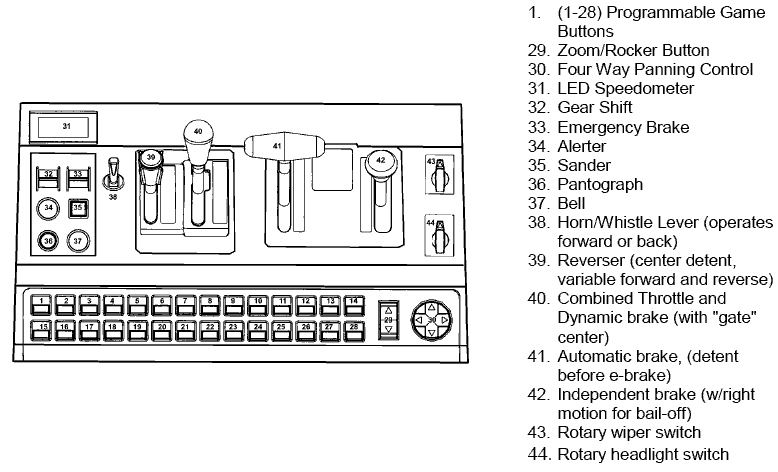 1. (1-28) Programmable Game
Buttons
29. Zoom/Rocker Button
30. Four Way Panning Control
31. LED Speedometer
32. Gear Shift
33. Emergency Brake
34. Alerter
35. Sander
36. Pantograph
37. Bell
38. Horn/Whistle Lever (operates
forward or back)
39. Reverser (center detent,
variable forward and reverse)
40. Combined Throttle and
Dynamic brake (with "gate"
center)
41. Automatic brake, (detent
before e-brake)
42. Independent brake (w/right
motion for bail-off)
43. Rotary wiper switch
44. Rotary headlight switch
31
40
41
39
42
43
32 33
38
34 35
36 37
44
1 2 3 4 5 6 7 8 9 10 11 12 13 14
29 30
15 16 17 18 19 20 21 22 23 24 25 26 27 28